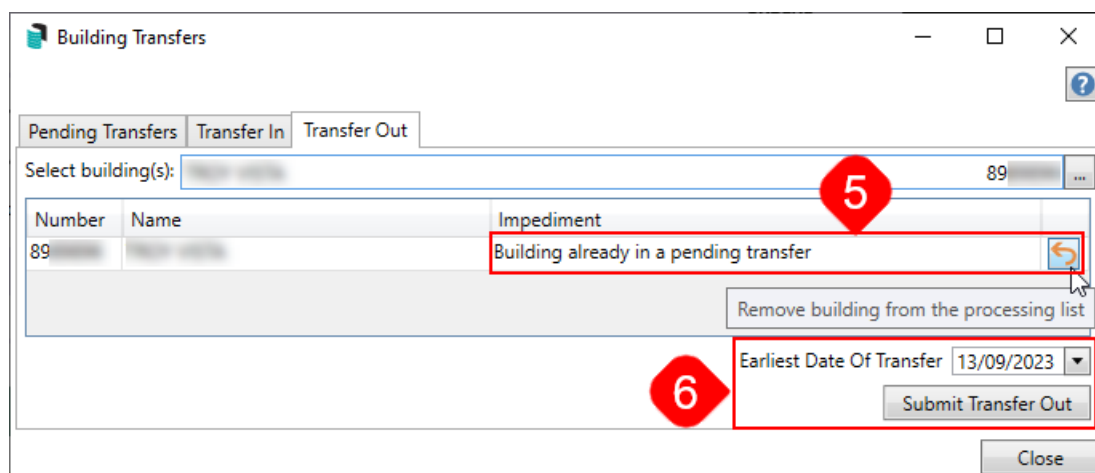 Building Transfers
Pending Transfers Transfer In Transfer Out
Select building(s): 89 ...
5
Number Name Impediment
89 Building already in a pending transfer
Remove building from the processing list
Earliest Date Of Transfer 13/09/2023
6
Submit Transfer Out
Close